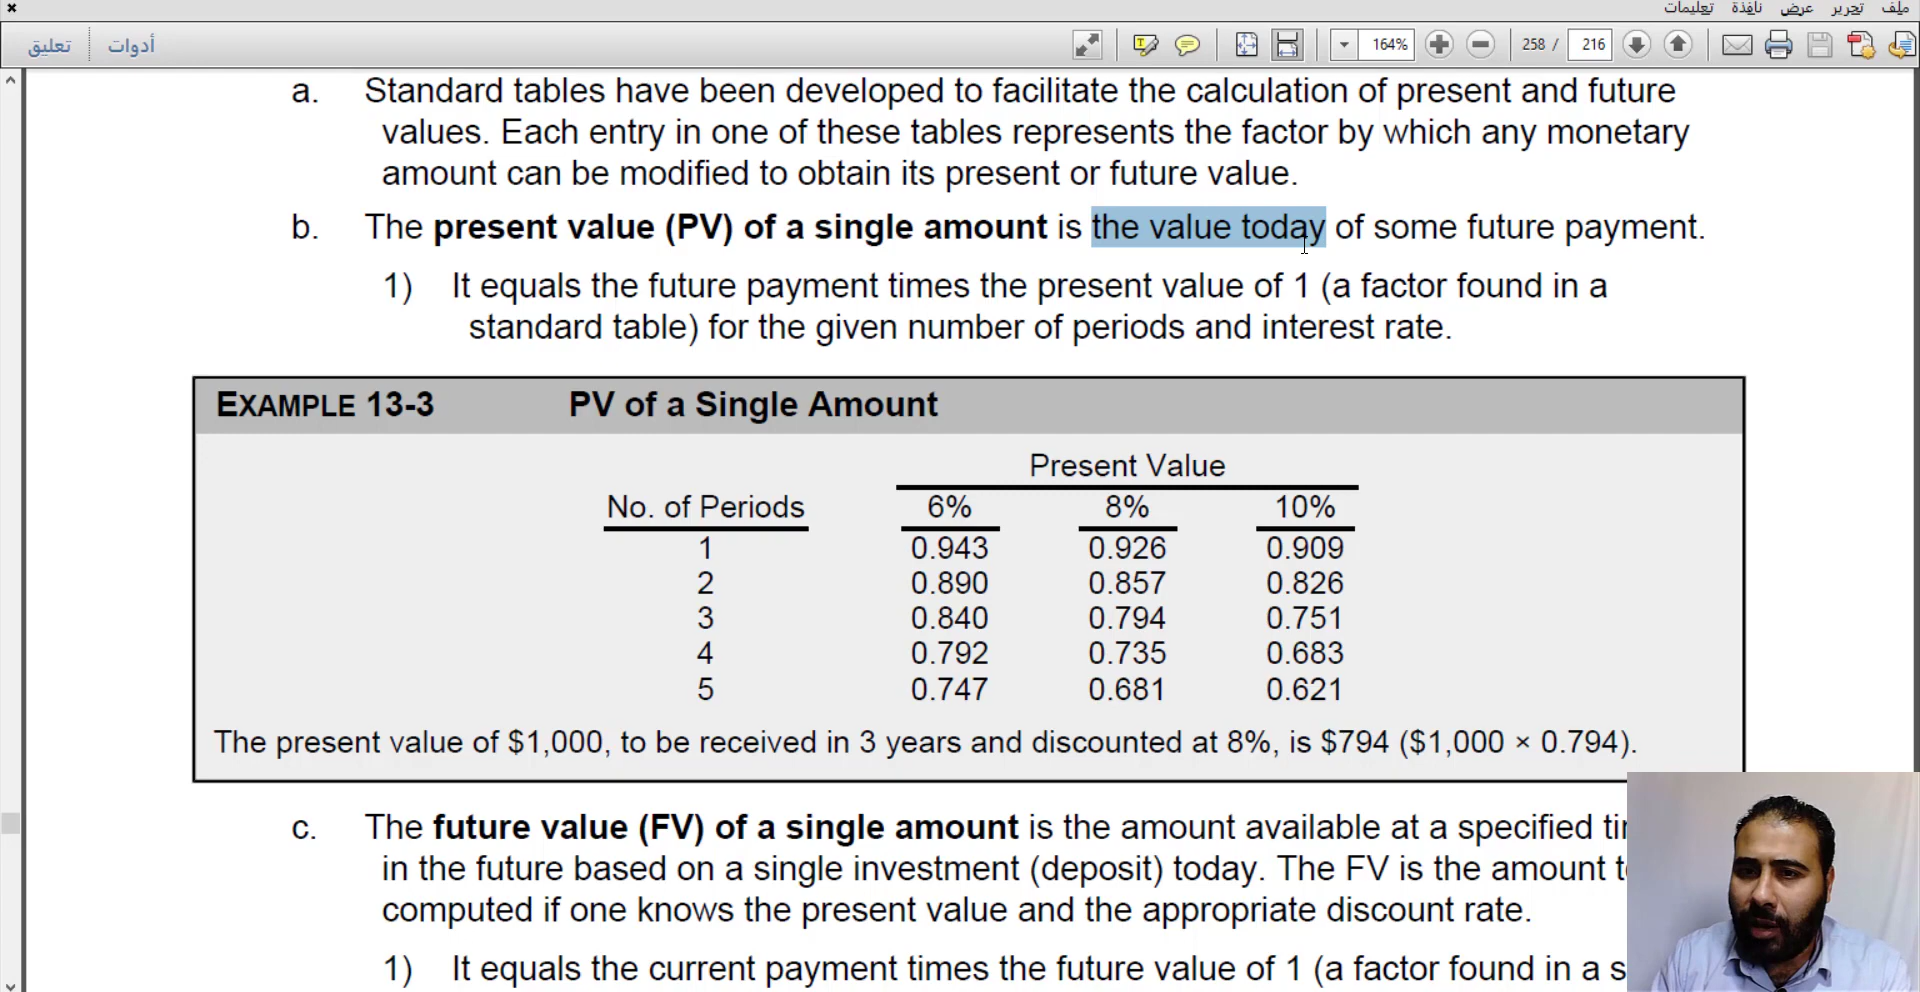 ملف تحرير عرض نافذة تعليمات
أدوات تعليق
164% 258 / 216
a. Standard tables have been developed to facilitate the calculation of present and future
values. Each entry in one of these tables represents the factor by which any monetary
amount can be modified to obtain its present or future value.
b. The present value (PV) of a single amount is the value today of some future payment.
1) It equals the future payment times the present value of 1 (a factor found in a
standard table) for the given number of periods and interest rate.
EXAMPLE 13-3 PV of a Single Amount
Present Value
No. of Periods 6% 8% 10%
1 0.943 0.926 0.909
2 0.890 0.857 0.826
3 0.840 0.794 0.751
4 0.792 0.735 0.683
5 0.747 0.681 0.621
The present value of $1,000, to be received in 3 years and discounted at 8%, is $794 ($1,000 × 0.794).
c. The future value (FV) of a single amount is the amount available at a specified
in the future based on a single investment (deposit) today. The FV is the amount
computed if one knows the present value and the appropriate discount rate.
1) It equals the current payment times the future value of 1 (a factor found in a